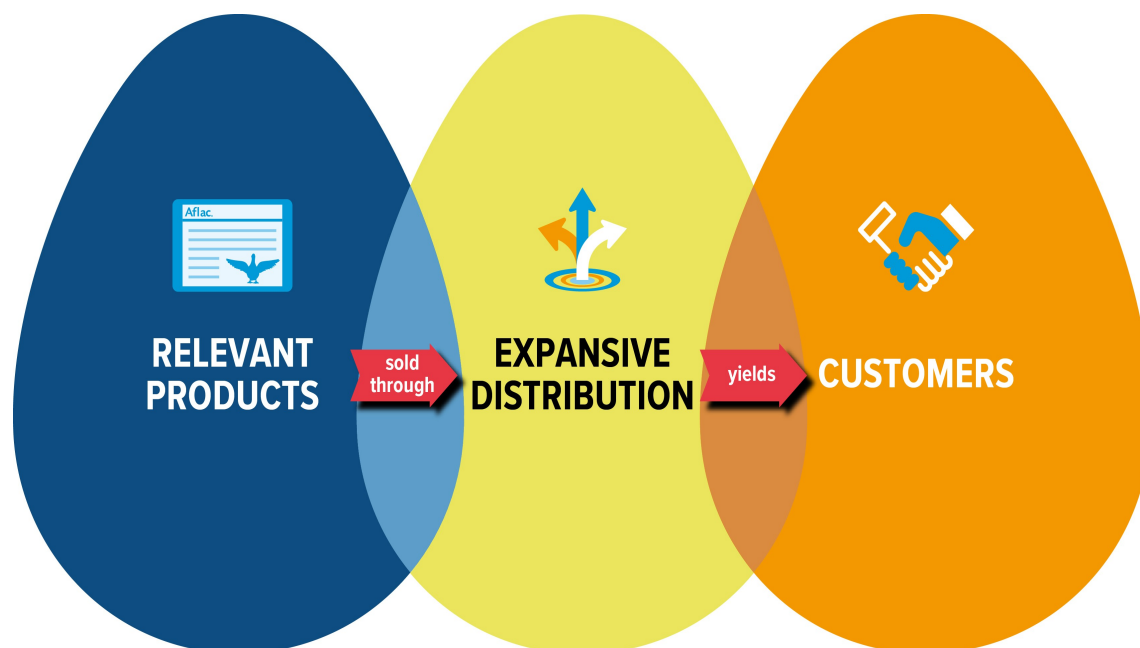 Aflac.
RELEVANT
PRODUCTS
sold
through
EXPANSIVE
DISTRIBUTION
yields
CUSTOMERS